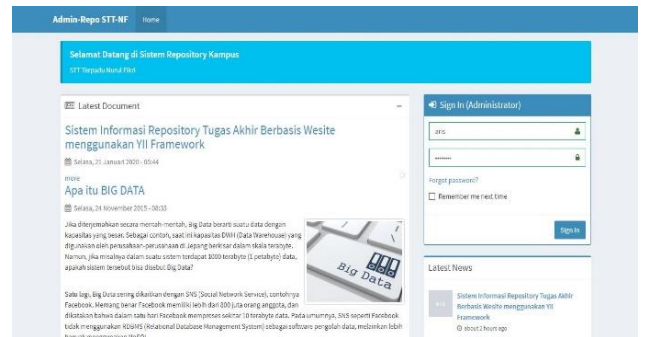 Admin-Repo STT-NF Home
Selamat Datang di Sistem Repository Kampus
STT Terpadu Nurul Fikri
Latest Document
Sistem Informasi Repository Tugas Akhir Berbasis Wesite
menggunakan YII Framework
Selasa, 21 Januari 2020 - 05:44
more
Apa itu BIG DATA
Selasa, 24 November 2015 - 08:33
Jika diterjemahkan secara mentah-mentah, Big Data berarti suatu data dengan
kapasitas yang besar. Sebagai contoh, saat ini kapasitas DWH (Data Warehouse) yang
digunakan oleh perusahaan-perusahaan di Jepang berkisar dalam skala terabyte.
Namun, jika misalnya dalam suatu sistem terdapat 1000 terabyte (1 petabyte) data,
apakah sistem tersebut bisa disebut Big Data?
Big Data
Satu lagi, Big Data sering dikaitkan dengan SNS (Social Network Service), contohnya
Facebook. Memang benar Facebook memiliki lebih dari 800 juta orang anggota, dan
dikatakan bahwa dalam satu hari Facebook memproses sekitar 10 terabyte data. Pada umumnya, SNS seperti Facebook
tidak menggunakan RDBMS (Relational Database Management System) sebagai software pengolah data, melainkan lebih
Sign In (Administrator)
aris
Forgot password?
Remember me next time
Sign In
Latest News
Sistem Informasi Repository Tugas Akhir
Berbasis Wesite menggunakan YII
Framework
about 2 hours ago